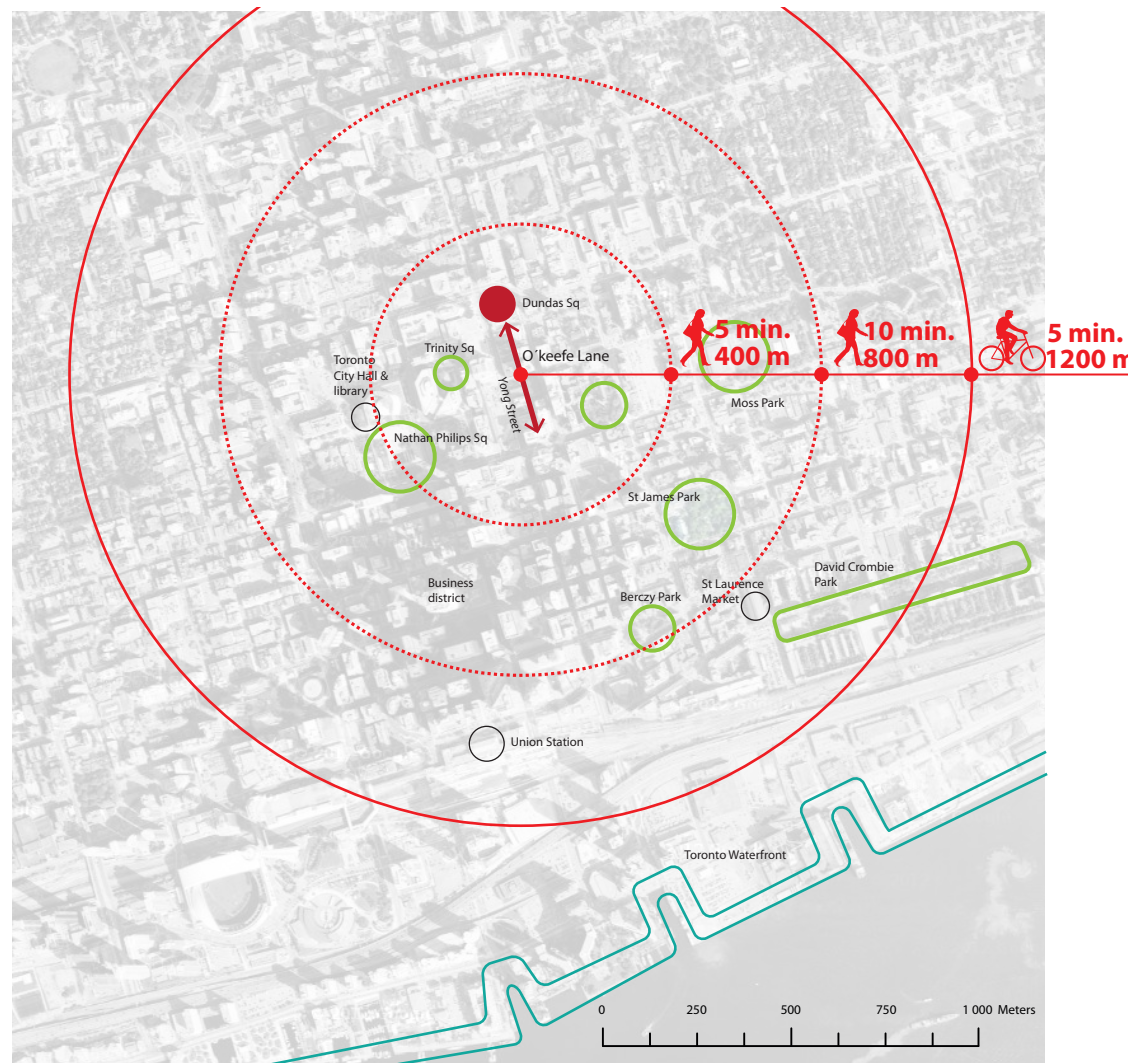 Dundas Sq
5 min.
400 m
10 min.
800 m
5 min.
1200 m
O´keefe Lane
Trinity Sq
Toronto
City Hall &
library
Yong Street
Moss Park
Nathan Philips Sq
St James Park
David Crombie
Park
Business
district
St Laurence
Market
Berczy Park
Union Station
Toronto Waterfront
0 250 500 750 1 000 Meters